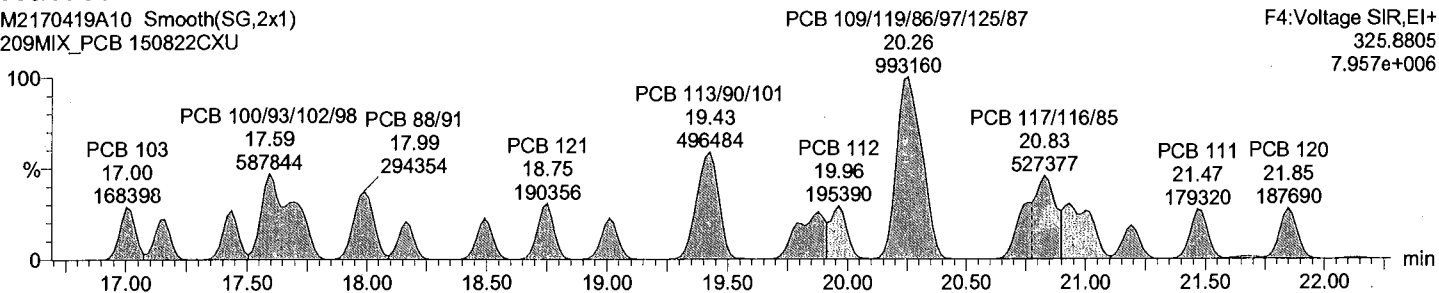 M2170419A10 Smooth(SG,2x1)
209MIX_PCB 150822CXU
F4:Voltage SIR,EI+
325.8805
7.957e+006
PCB 109/119/86/97/125/87
20.26
993160
PCB 113/90/101
19.43
496484
PCB 100/93/102/98
17.59
587844
PCB 88/91
17.99
294354
PCB 117/116/85
20.83
527377
PCB 103
17.00
168398
PCB 121
18.75
190356
PCB 112
19.96
195390
PCB 111
21.47
179320
PCB 120
21.85
187690
100
%
0
17.00 17.50 18.00 18.50 19.00 19.50 20.00 20.50 21.00 21.50 22.00
min